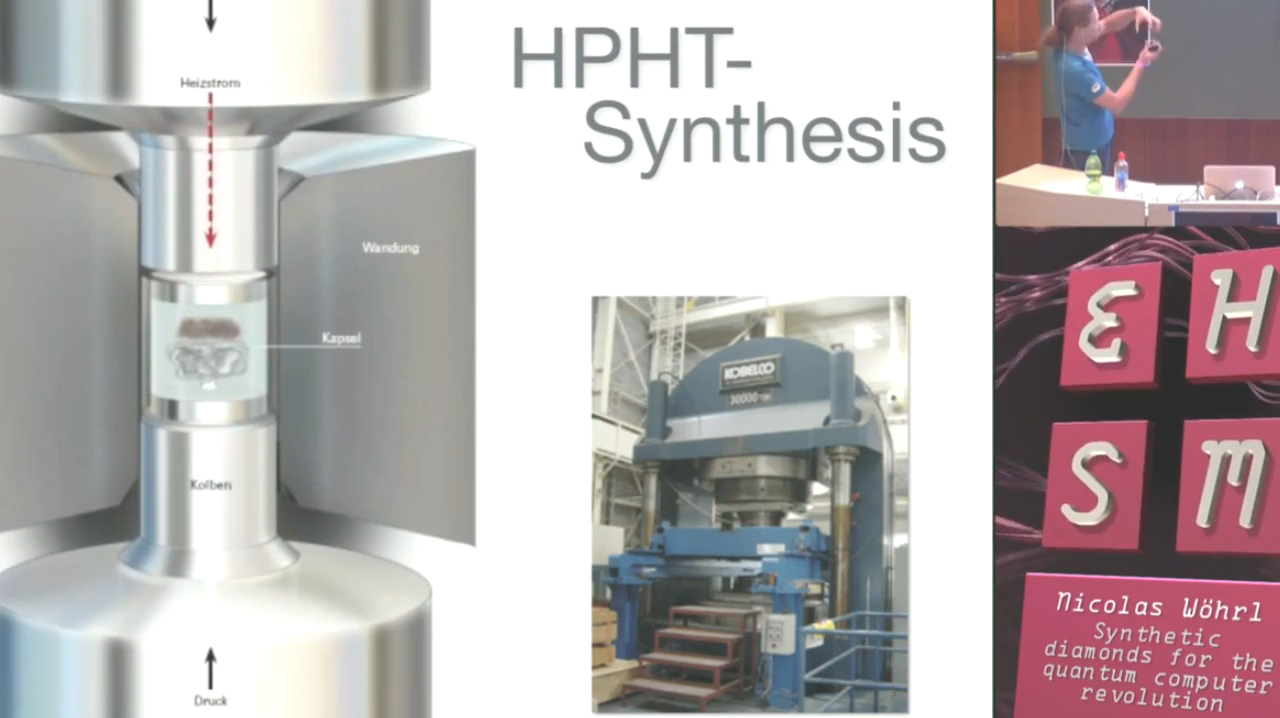 Heizstrom
Wandung
Kapsel
Kolben
Druck
HPHT-
Synthesis
KOBELCO
30000
E H
S M
Nicolas Wöhrl
Synthetic
diamonds for the
quantum computer
revolution